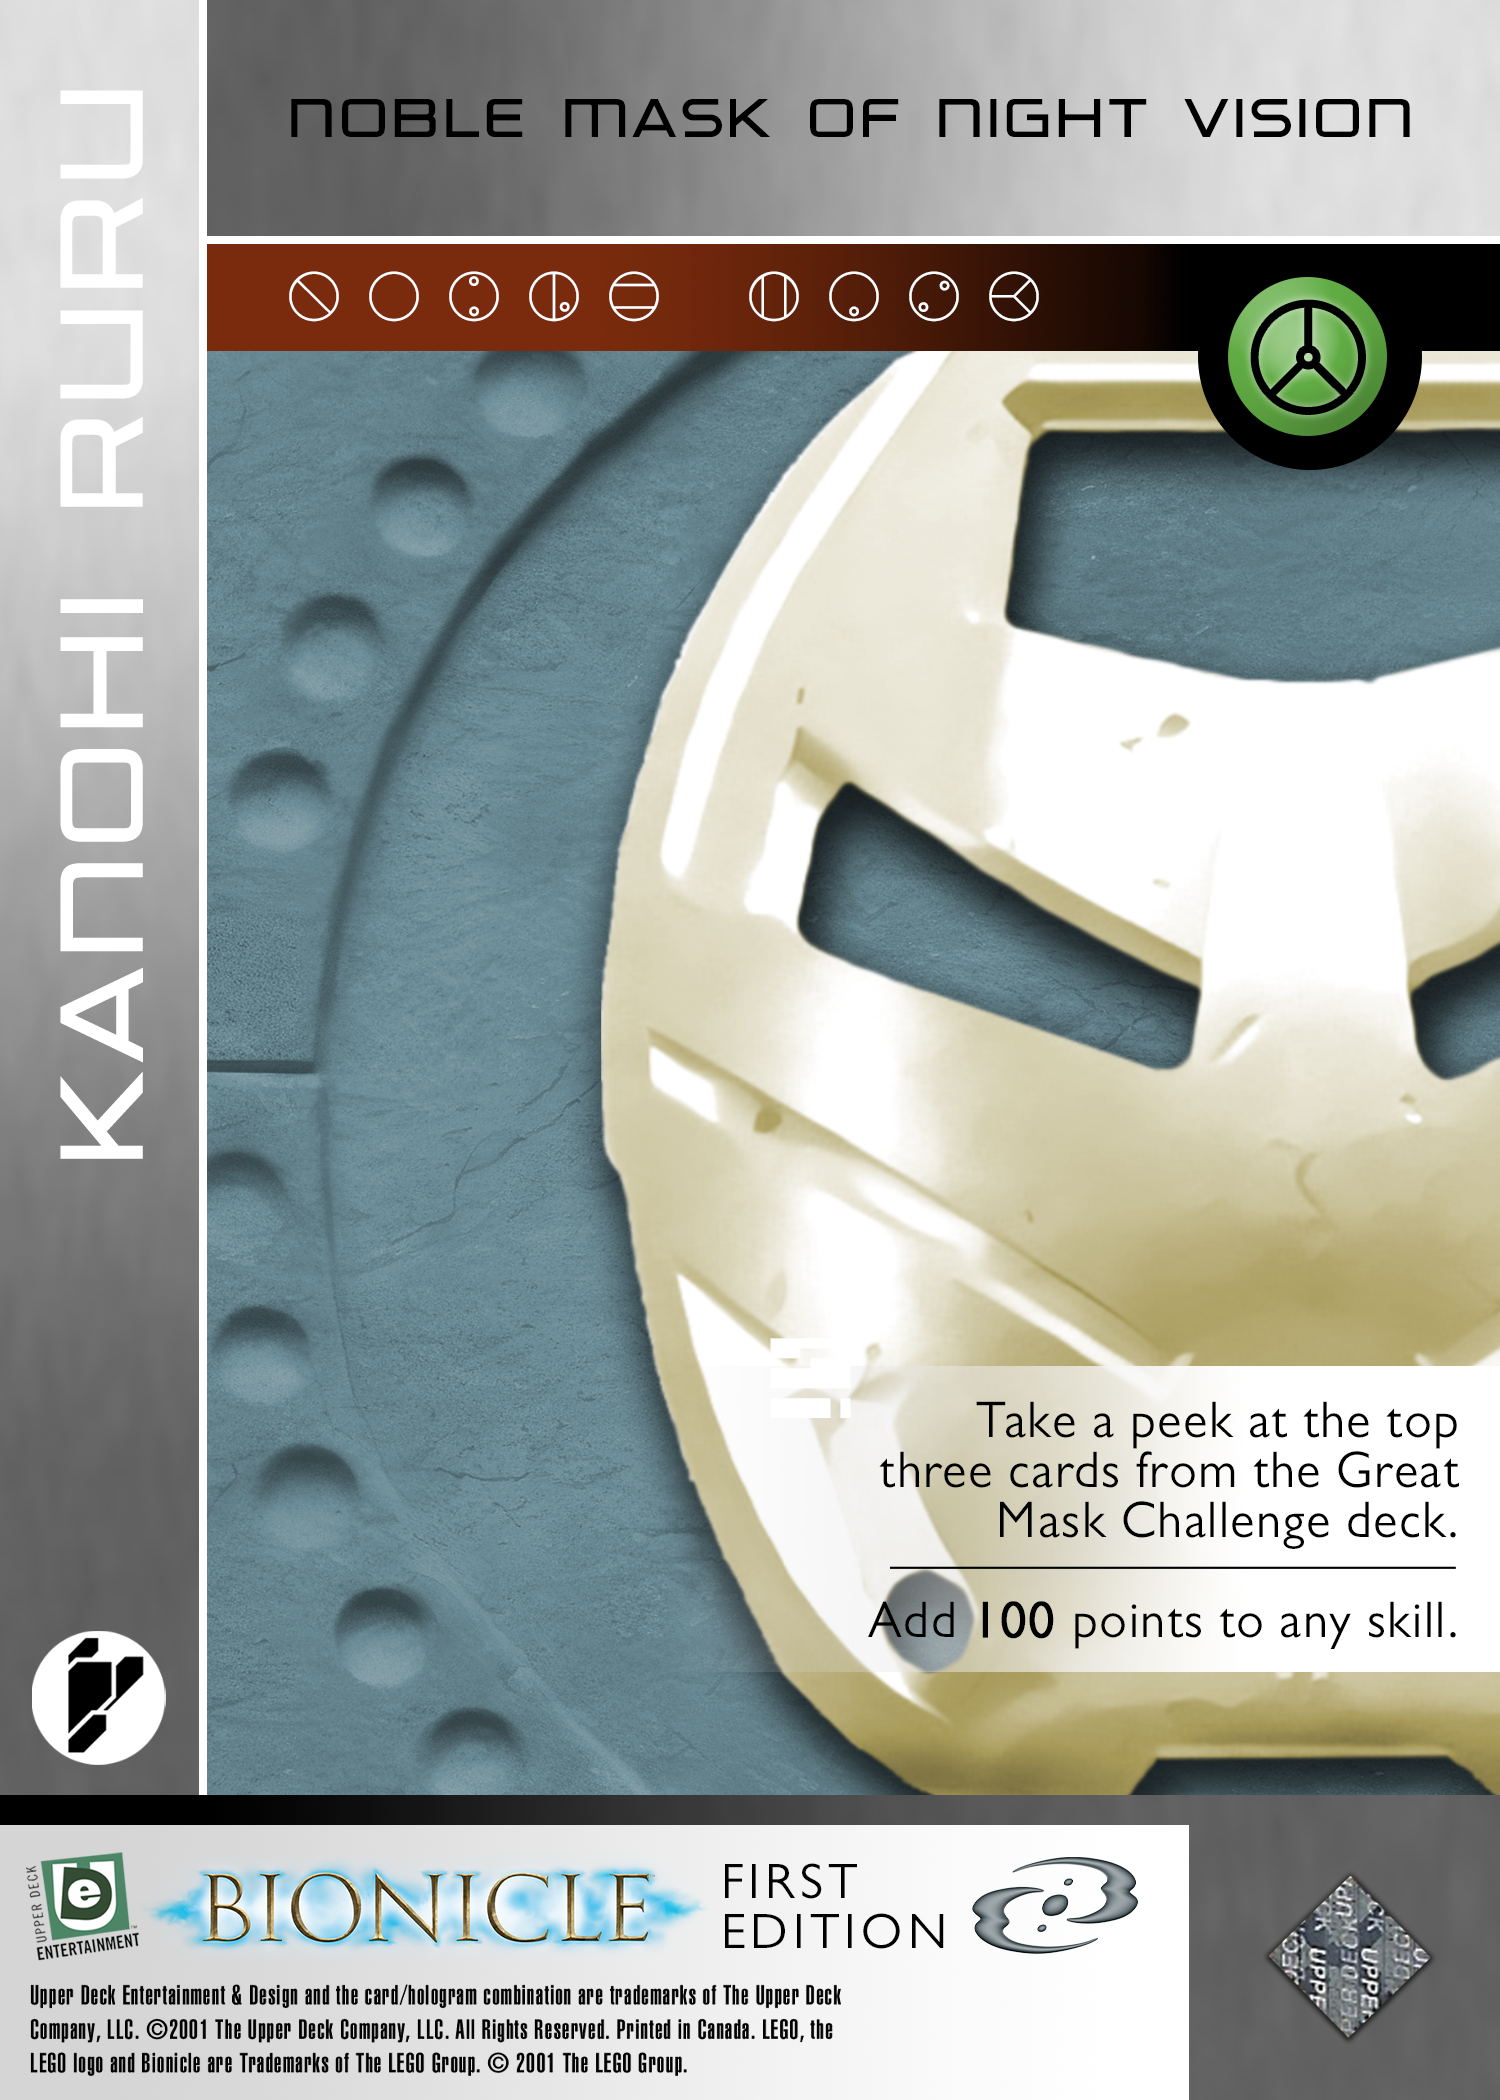 NOBLE MASK OF NIGHT VISION
KANOHI RURU
Take a peek at the top
three cards from the Great
Mask Challenge deck.
Add 100 points to any skill.
UPPER DECK
e
ENTERTAINMENT
BIONICLE
FIRST
EDITION
Upper Deck Entertainment & Design and the card/hologram combination are trademarks of The Upper Deck
Company, LLC. ©2001 The Upper Deck Company, LLC. All Rights Reserved. Printed in Canada. LEGO, the
LEGO logo and Bionicle are Trademarks of The LEGO Group. © 2001 The LEGO Group.